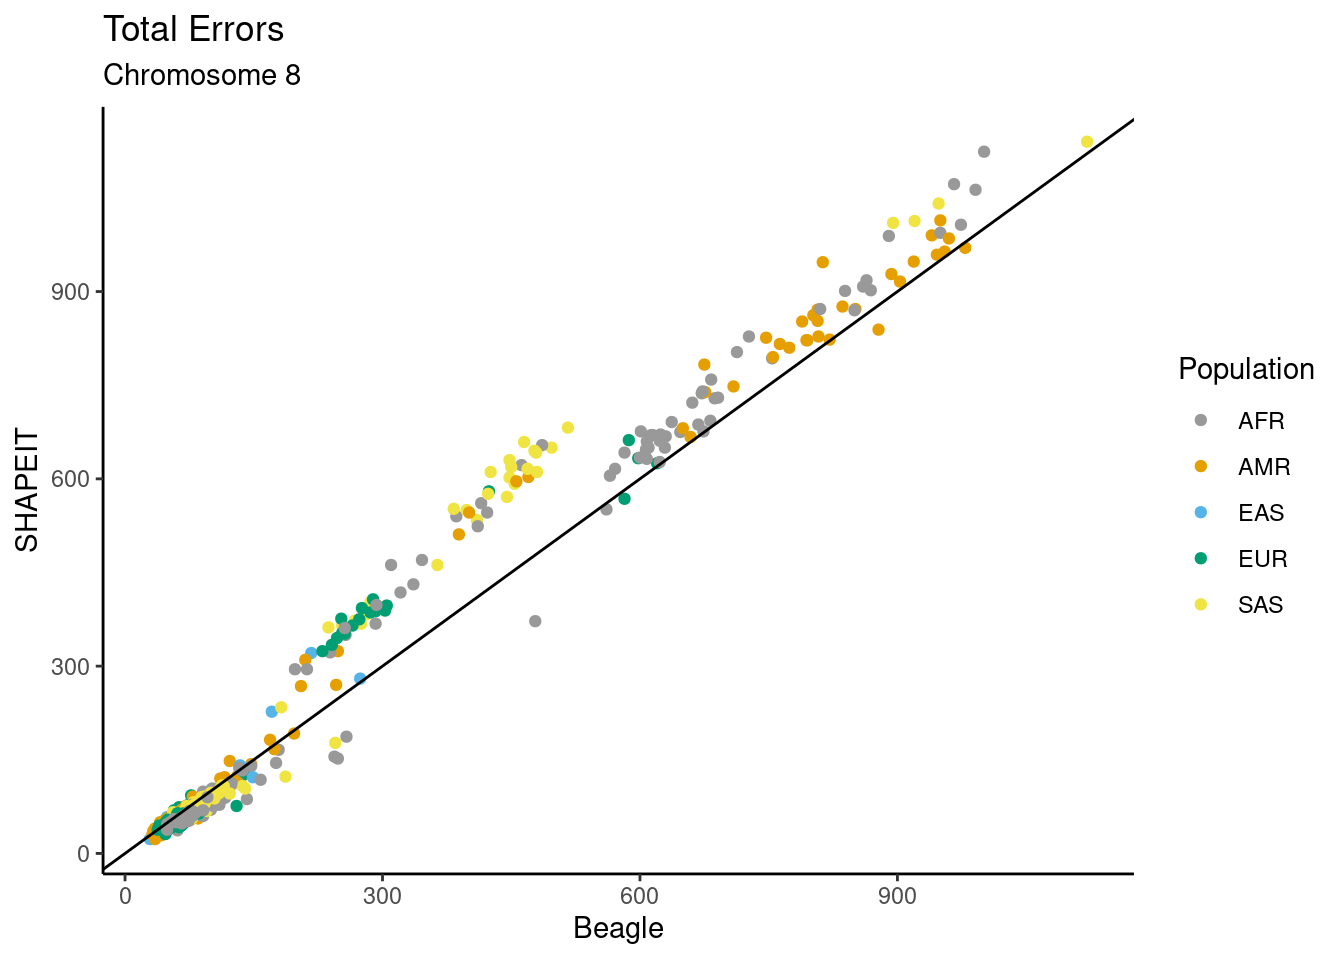 Total Errors
Chromosome 8
SHAPEIT
900
600
300
0
0 300 600 900
Beagle
Population
AFR
AMR
EAS
EUR
SAS